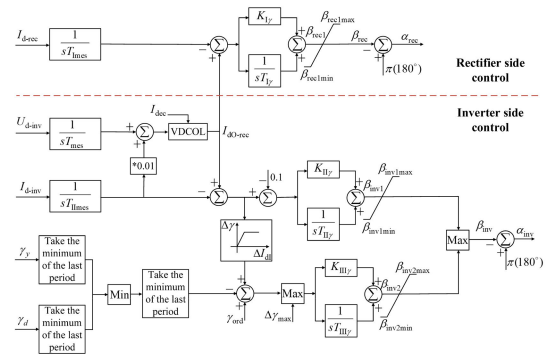 I_d-rec
1
sT_Imes
−
+
Σ
K_Iγ
1
sT_Iγ
+
+
Σ
β_rec1
β_rec1max
β_rec1min
β_rec
−
+
Σ
α_rec
π(180°)
Rectifier side
control
Inverter side
control
U_d-inv
1
sT_mes
+
+
Σ
I_dec
VDCOL
I_dO-rec
*0.01
I_d-inv
1
sT_IImes
−
+
Σ
+
−
0.1
Σ
K_IIγ
1
sT_IIγ
+
+
Σ
β_inv1
β_inv1max
β_inv1min
Δγ
ΔI_dI
Max
β_inv
−
+
Σ
α_inv
π(180°)
γ_y
Take the
minimum
of the last
period
γ_d
Take the
minimum
of the last
period
Min
Take the
minimum
of the last
period
−
+
+
Σ
γ_ord
Max
Δγ_max
K_IIIγ
1
sT_IIIγ
+
+
Σ
β_inv2
β_inv2max
β_inv2min